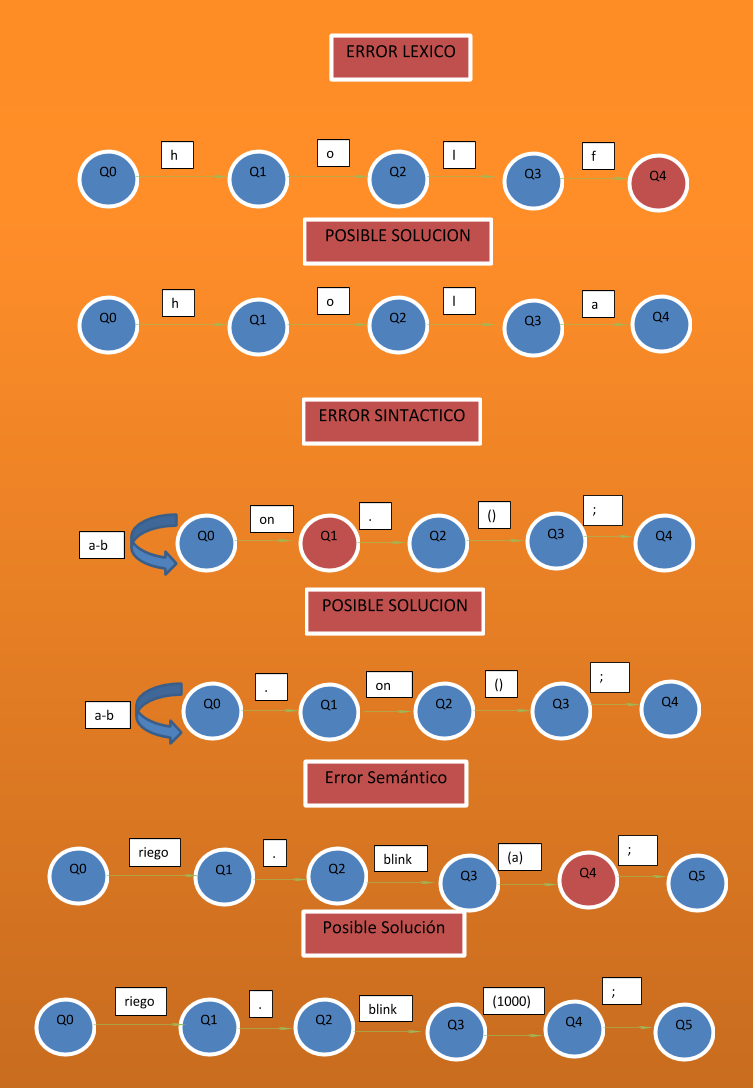 ERROR LEXICO
h o l f
Q0 Q1 Q2 Q3 Q4
POSIBLE SOLUCION
h o l a
Q0 Q1 Q2 Q3 Q4
ERROR SINTACTICO
on . () ;
a-b Q0 Q1 Q2 Q3 Q4
POSIBLE SOLUCION
. on () ;
a-b Q0 Q1 Q2 Q3 Q4
Error Semántico
riego . blink (a) ;
Q0 Q1 Q2 Q3 Q4 Q5
Posible Solución
riego . blink (1000) ;
Q0 Q1 Q2 Q3 Q4 Q5